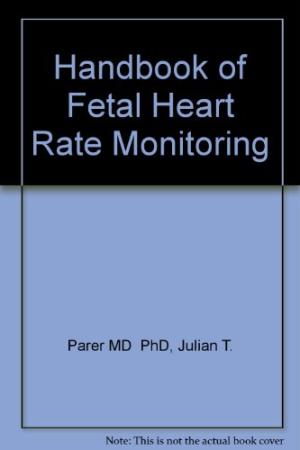 Handbook of
Fetal Heart
Rate Monitoring
Parer MD  PhD, Julian T.
Note: This is not the actual book cover